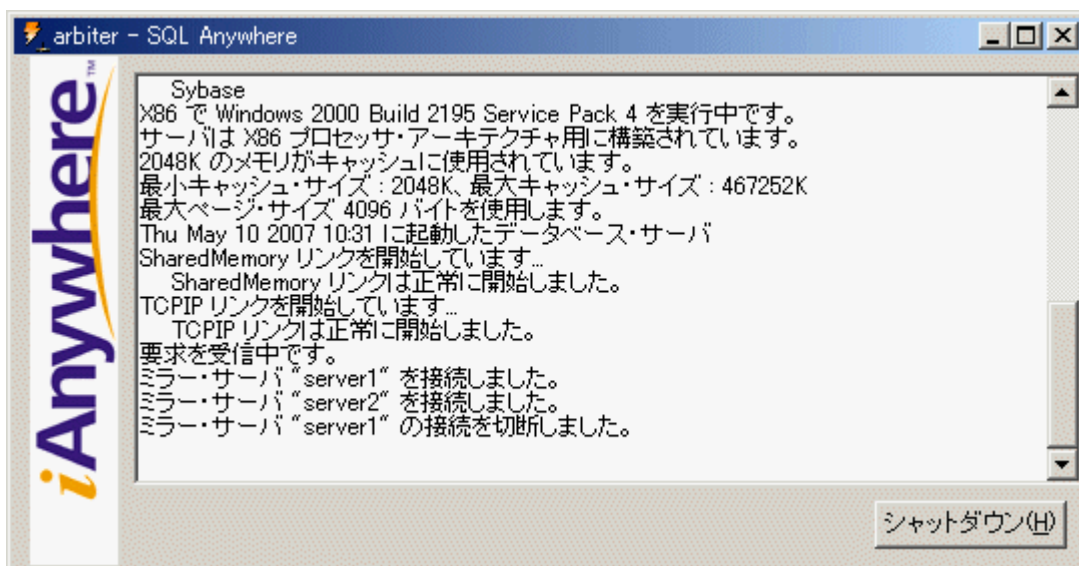 arbiter - SQL Anywhere
iAnywhere™
Sybase
X86 で Windows 2000 Build 2195 Service Pack 4 を実行中です。
サーバは X86 プロセッサ・アーキテクチャ用に構築されています。
2048K のメモリがキャッシュに使用されています。
最小キャッシュ・サイズ : 2048K、最大キャッシュ・サイズ : 467252K
最大ページ・サイズ 4096 バイトを使用します。
Thu May 10 2007 10:31 に起動したデータベース・サーバ
SharedMemory リンクを開始しています...
SharedMemory リンクは正常に開始しました。
TCPIP リンクを開始しています...
TCPIP リンクは正常に開始しました。
要求を受信中です。
ミラー・サーバ "server1" を接続しました。
ミラー・サーバ "server2" を接続しました。
ミラー・サーバ "server1" の接続を切断しました。
シャットダウン(H)